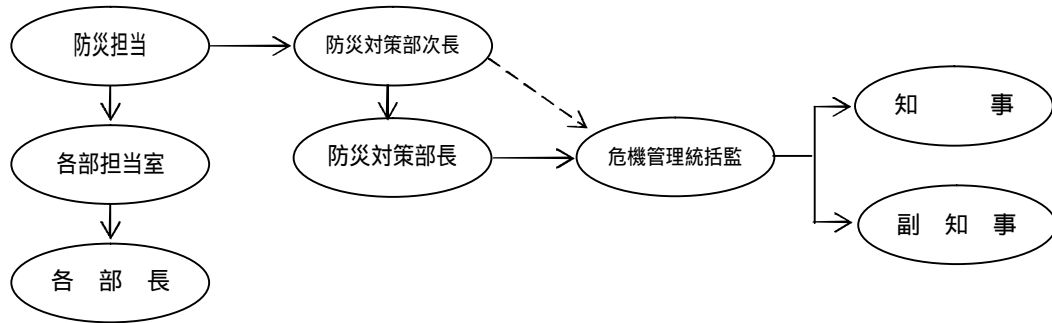 防災担当
防災対策部次長
知　　事
各部担当室
防災対策部長
危機管理統括監
副　知　事
各　部　長